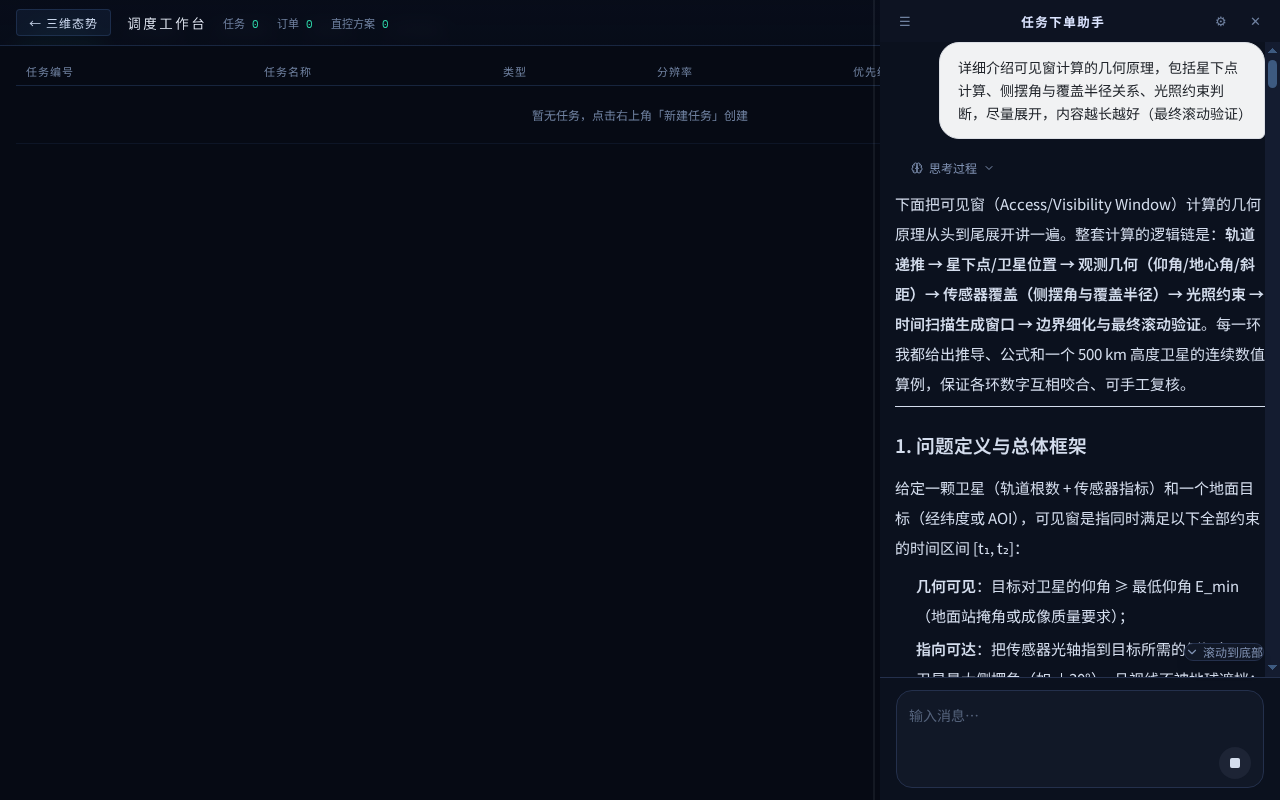 ← 三维态势
调度工作台
任务 0
订单 0
直控方案 0
任务编号
任务名称
类型
分辨率
优先
暂无任务，点击右上角「新建任务」创建
☰
任务下单助手
⚙
✕
详细介绍可见窗计算的几何原理，包括星下点
计算、侧摆角与覆盖半径关系、光照约束判
断，尽量展开，内容越长越好（最终滚动验证）
思考过程
下面把可见窗（Access/Visibility Window）计算的几何
原理从头到尾展开讲一遍。整套计算的逻辑链是：轨道
递推 → 星下点/卫星位置 → 观测几何（仰角/地心角/斜
距）→ 传感器覆盖（侧摆角与覆盖半径）→ 光照约束 →
时间扫描生成窗口 → 边界细化与最终滚动验证。每一环
我都给出推导、公式和一个 500 km 高度卫星的连续数值
算例，保证各环数字互相咬合、可手工复核。
1. 问题定义与总体框架
给定一颗卫星（轨道根数 + 传感器指标）和一个地面目
标（经纬度或 AOI），可见窗是指同时满足以下全部约束
的时间区间 [t₁, t₂]：
几何可见：目标对卫星的仰角 ≥ 最低仰角 E_min
（地面站掩角或成像质量要求）；
指向可达：把传感器光轴指到目标所需的
滚动到底部
输入消息…